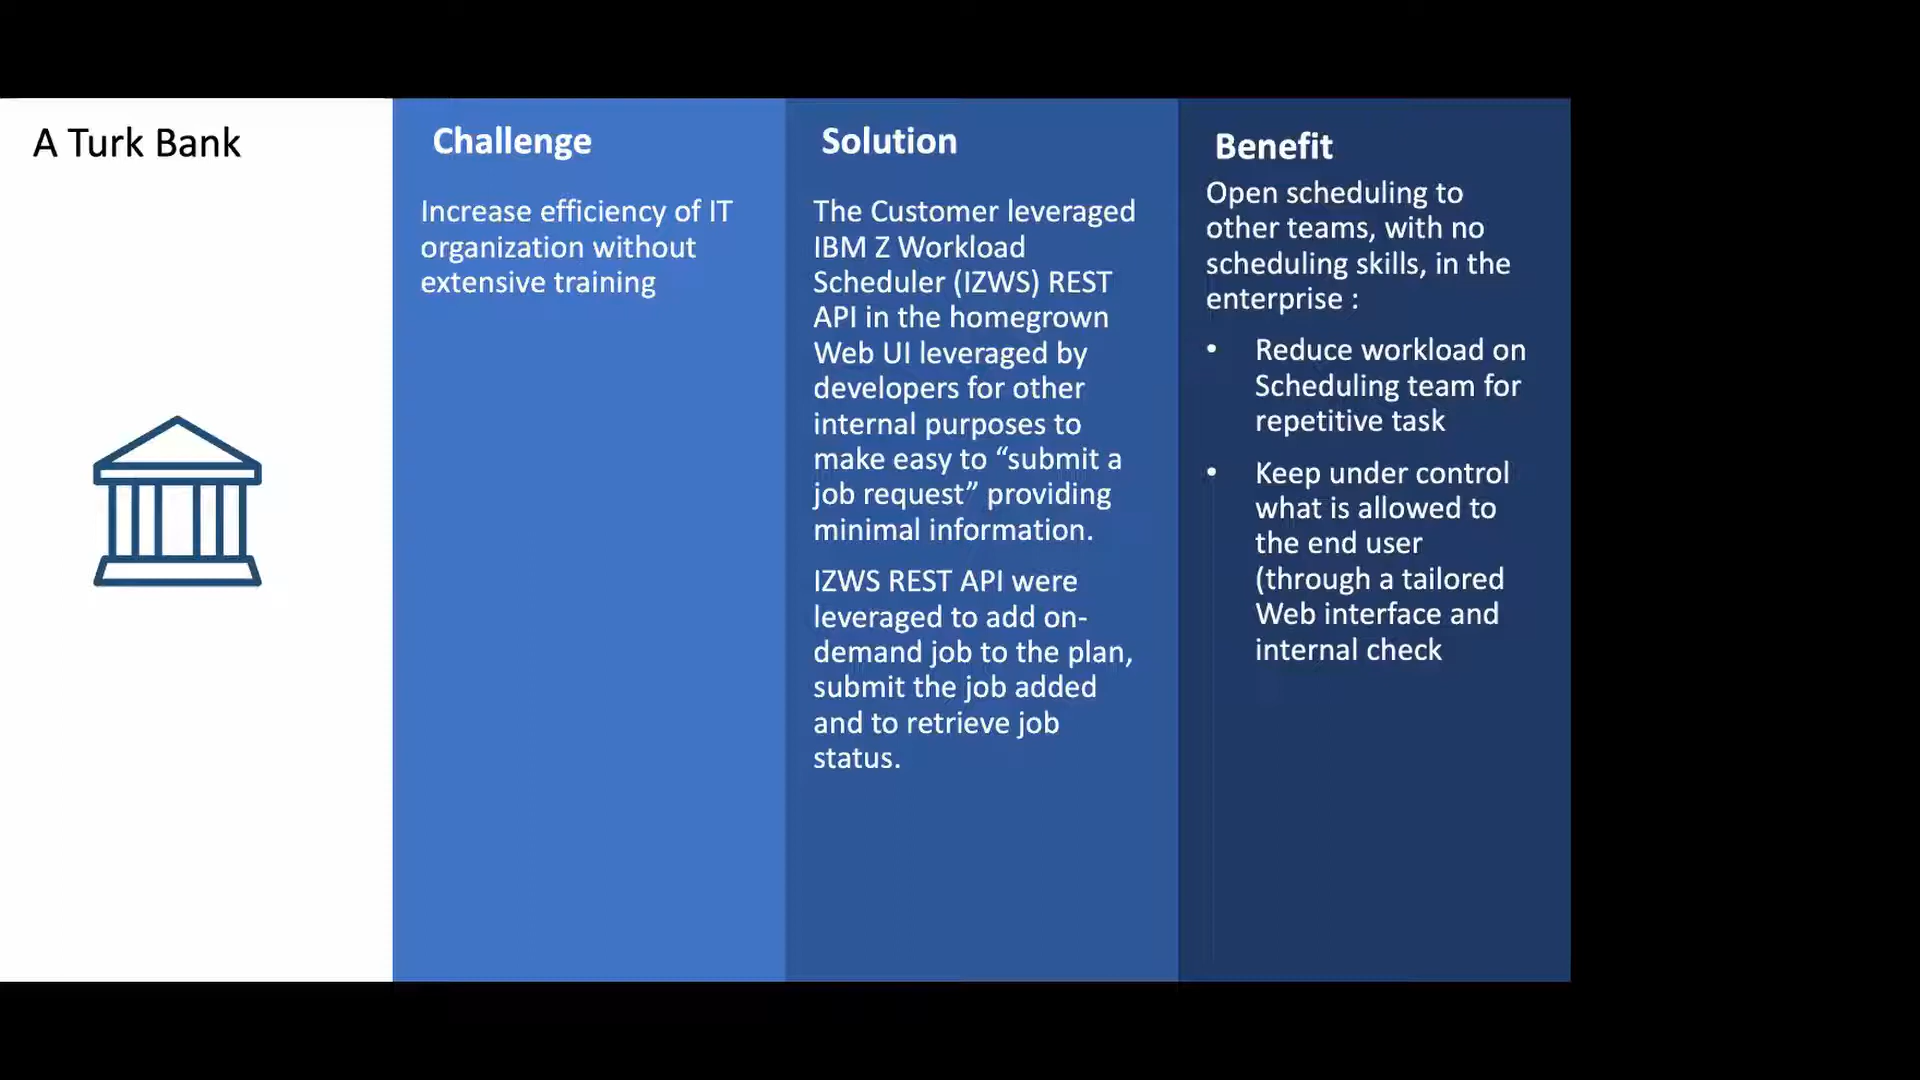 A Turk Bank
Challenge
Increase efficiency of IT
organization without
extensive training
Solution
The Customer leveraged
IBM Z Workload
Scheduler (IZWS) REST
API in the homegrown
Web UI leveraged by
developers for other
internal purposes to
make easy to “submit a
job request” providing
minimal information.
IZWS REST API were
leveraged to add on-
demand job to the plan,
submit the job added
and to retrieve job
status.
Benefit
Open scheduling to
other teams, with no
scheduling skills, in the
enterprise :
• Reduce workload on
Scheduling team for
repetitive task
• Keep under control
what is allowed to
the end user
(through a tailored
Web interface and
internal check